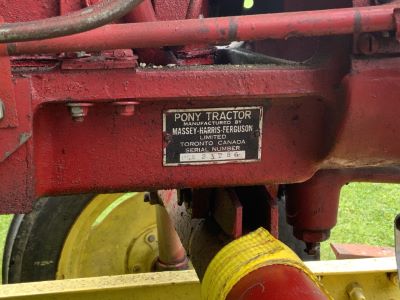 PONY TRACTOR
MANUFACTURED BY
MASSEY-HARRIS-FERGUSON
LIMITED
TORONTO CANADA
SERIAL NUMBER